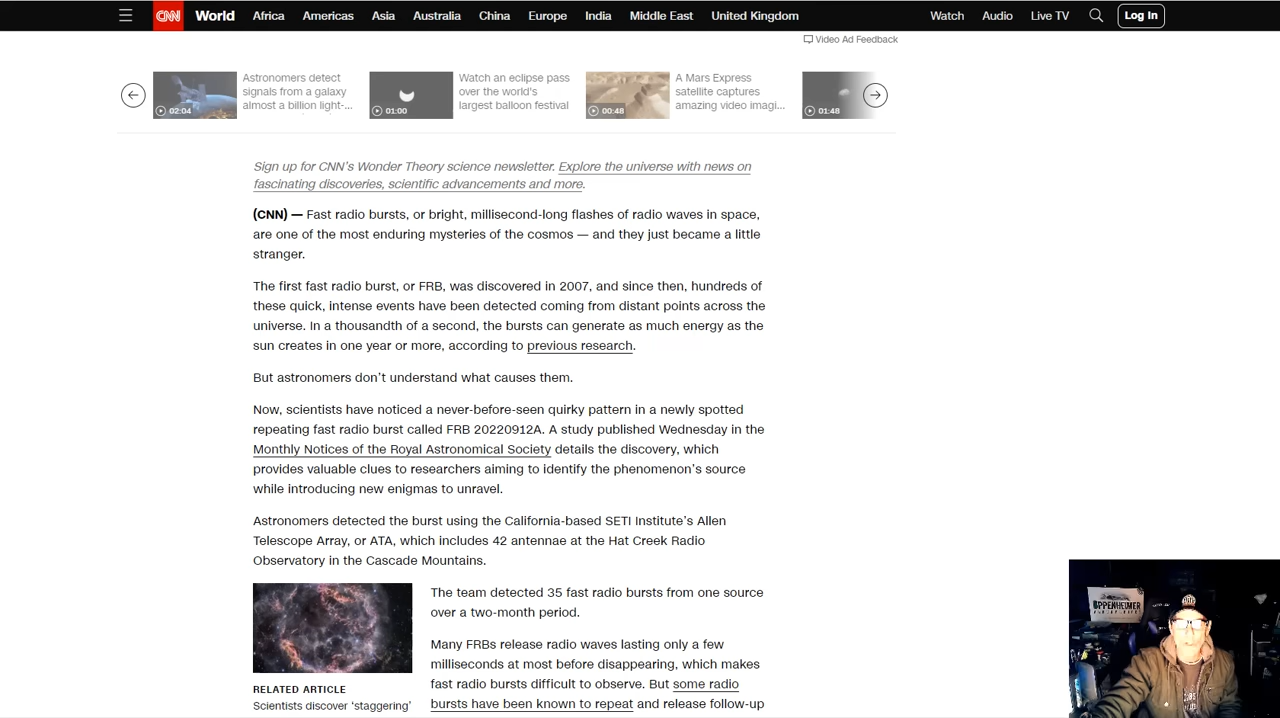 CNN World Africa Americas Asia Australia China Europe India Middle East United Kingdom Watch Audio Live TV Log In
Video Ad Feedback
Astronomers detect
signals from a galaxy
almost a billion light-...
02:04
Watch an eclipse pass
over the world's
largest balloon festival
01:00
A Mars Express
satellite captures
amazing video imagi...
00:48
01:48
Sign up for CNN's Wonder Theory science newsletter. Explore the universe with news on
fascinating discoveries, scientific advancements and more.
(CNN) — Fast radio bursts, or bright, millisecond-long flashes of radio waves in space,
are one of the most enduring mysteries of the cosmos — and they just became a little
stranger.
The first fast radio burst, or FRB, was discovered in 2007, and since then, hundreds of
these quick, intense events have been detected coming from distant points across the
universe. In a thousandth of a second, the bursts can generate as much energy as the
sun creates in one year or more, according to previous research.
But astronomers don't understand what causes them.
Now, scientists have noticed a never-before-seen quirky pattern in a newly spotted
repeating fast radio burst called FRB 20220912A. A study published Wednesday in the
Monthly Notices of the Royal Astronomical Society details the discovery, which
provides valuable clues to researchers aiming to identify the phenomenon's source
while introducing new enigmas to unravel.
Astronomers detected the burst using the California-based SETI Institute's Allen
Telescope Array, or ATA, which includes 42 antennae at the Hat Creek Radio
Observatory in the Cascade Mountains.
The team detected 35 fast radio bursts from one source
over a two-month period.
Many FRBs release radio waves lasting only a few
milliseconds at most before disappearing, which makes
fast radio bursts difficult to observe. But some radio
bursts have been known to repeat and release follow-up
RELATED ARTICLE
Scientists discover 'staggering'
OPPENHEIMER